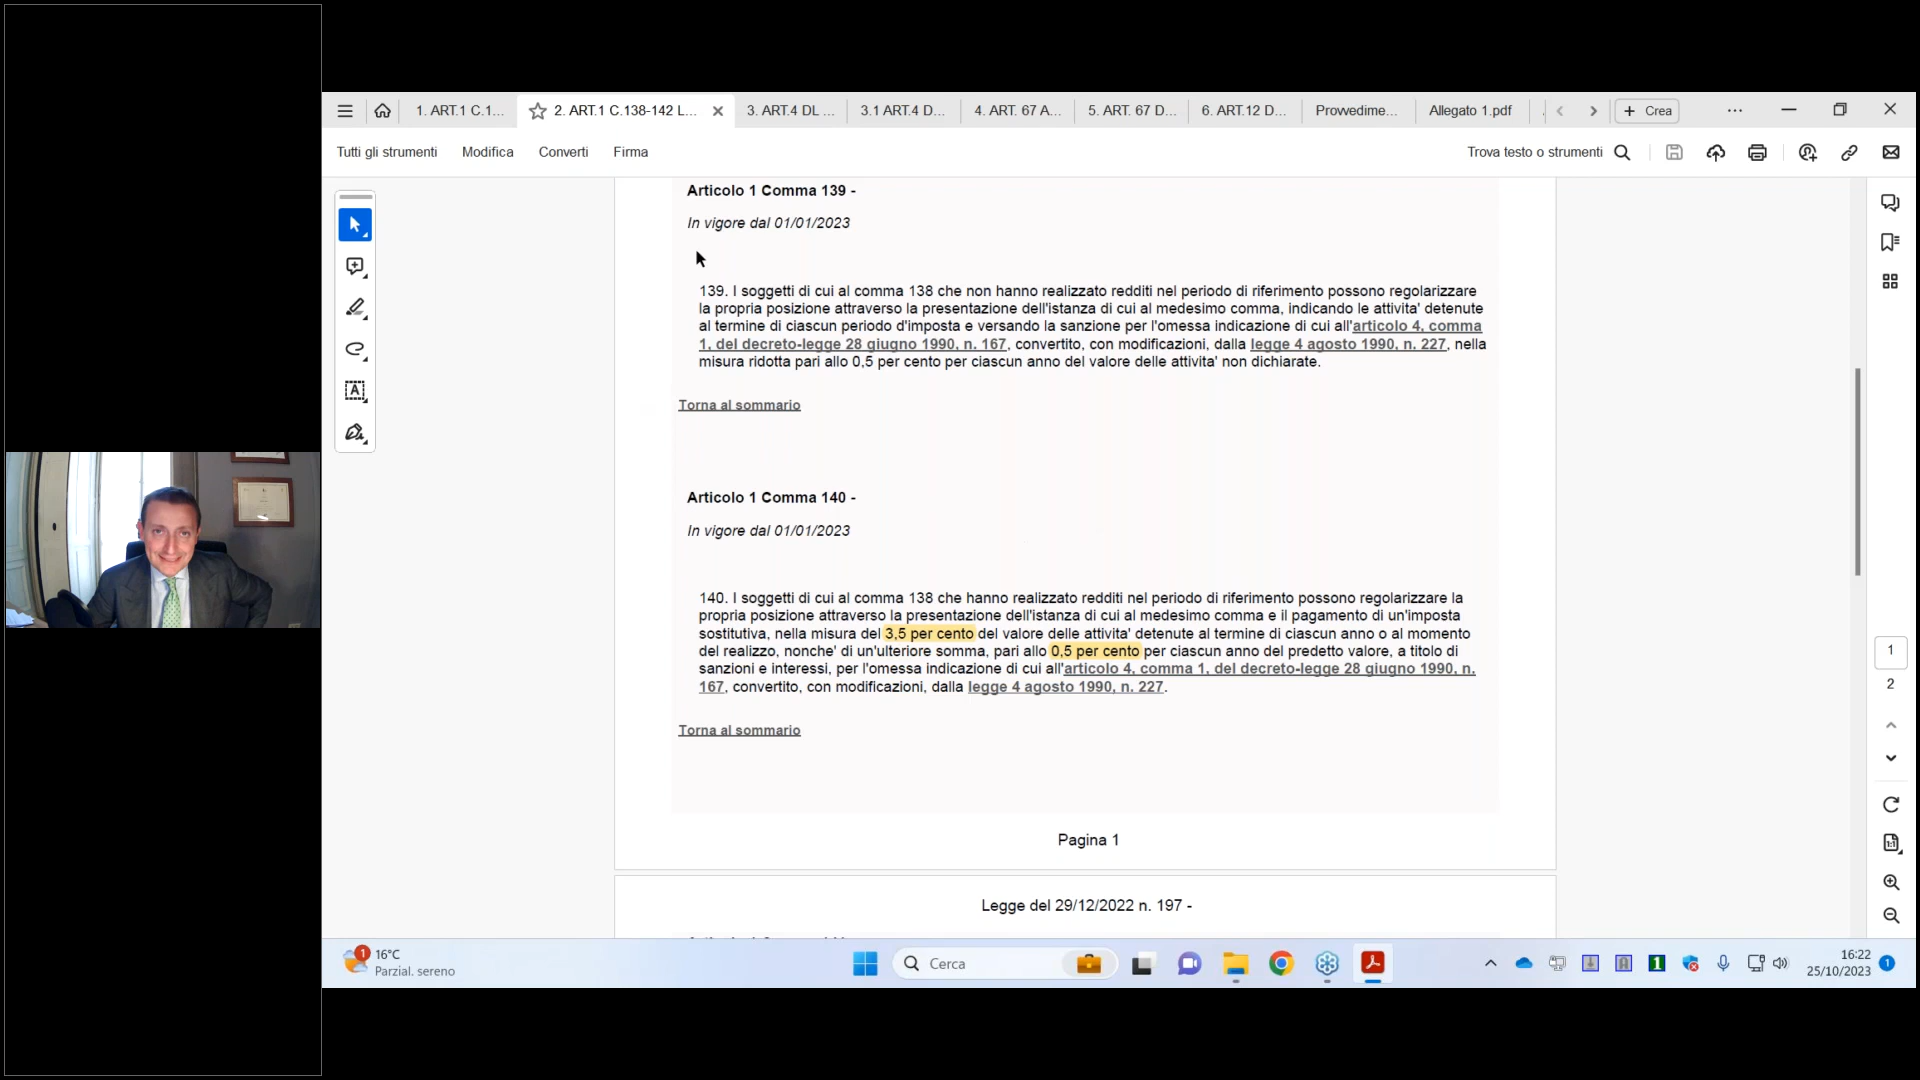 1. ART.1 C.1...
2. ART.1 C.138-142 L...
3. ART.4 DL ...
3.1 ART.4 D...
4. ART. 67 A...
5. ART. 67 D...
6. ART.12 D...
Provvedime...
Allegato 1.pdf
Crea
Tutti gli strumenti
Modifica
Converti
Firma
Trova testo o strumenti
Articolo 1 Comma 139 -
In vigore dal 01/01/2023
139. I soggetti di cui al comma 138 che non hanno realizzato redditi nel periodo di riferimento possono regolarizzare
la propria posizione attraverso la presentazione dell'istanza di cui al medesimo comma, indicando le attivita' detenute
al termine di ciascun periodo d'imposta e versando la sanzione per l'omessa indicazione di cui all'articolo 4, comma
1, del decreto-legge 28 giugno 1990, n. 167, convertito, con modificazioni, dalla legge 4 agosto 1990, n. 227, nella
misura ridotta pari allo 0,5 per cento per ciascun anno del valore delle attivita' non dichiarate.
Torna al sommario
Articolo 1 Comma 140 -
In vigore dal 01/01/2023
140. I soggetti di cui al comma 138 che hanno realizzato redditi nel periodo di riferimento possono regolarizzare la
propria posizione attraverso la presentazione dell'istanza di cui al medesimo comma e il pagamento di un'imposta
sostitutiva, nella misura del 3,5 per cento del valore delle attivita' detenute al termine di ciascun anno o al momento
del realizzo, nonche' di un'ulteriore somma, pari allo 0,5 per cento per ciascun anno del predetto valore, a titolo di
sanzioni e interessi, per l'omessa indicazione di cui all'articolo 4, comma 1, del decreto-legge 28 giugno 1990, n.
167, convertito, con modificazioni, dalla legge 4 agosto 1990, n. 227.
Torna al sommario
Pagina 1
Legge del 29/12/2022 n. 197 -
1
2
1
16°C
Parzial. sereno
Cerca
1
16:22
25/10/2023
1